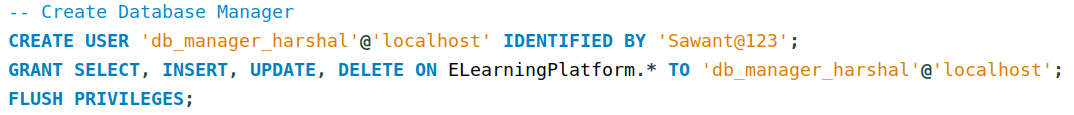 -- Create Database Manager
CREATE USER 'db_manager_harshal'@'localhost' IDENTIFIED BY 'Sawant@123';
GRANT SELECT, INSERT, UPDATE, DELETE ON ELearningPlatform.* TO 'db_manager_harshal'@'localhost';
FLUSH PRIVILEGES;